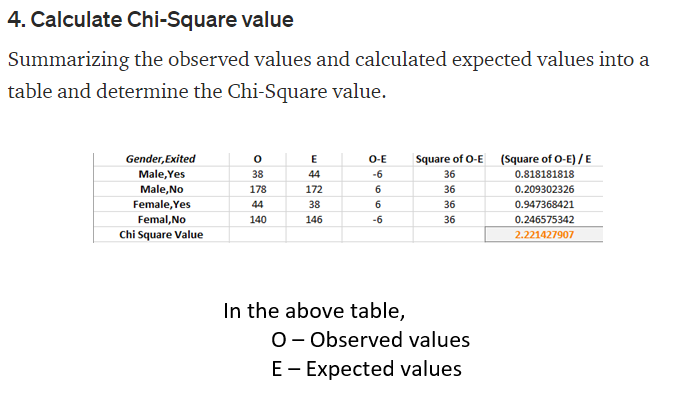 4. Calculate Chi-Square value
Summarizing the observed values and calculated expected values into a
table and determine the Chi-Square value.
Gender,Exited O E O-E Square of O-E (Square of O-E) / E
Male,Yes 38 44 -6 36 0.818181818
Male,No 178 172 6 36 0.209302326
Female,Yes 44 38 6 36 0.947368421
Femal,No 140 146 -6 36 0.246575342
Chi Square Value 2.221427907
In the above table,
O – Observed values
E – Expected values